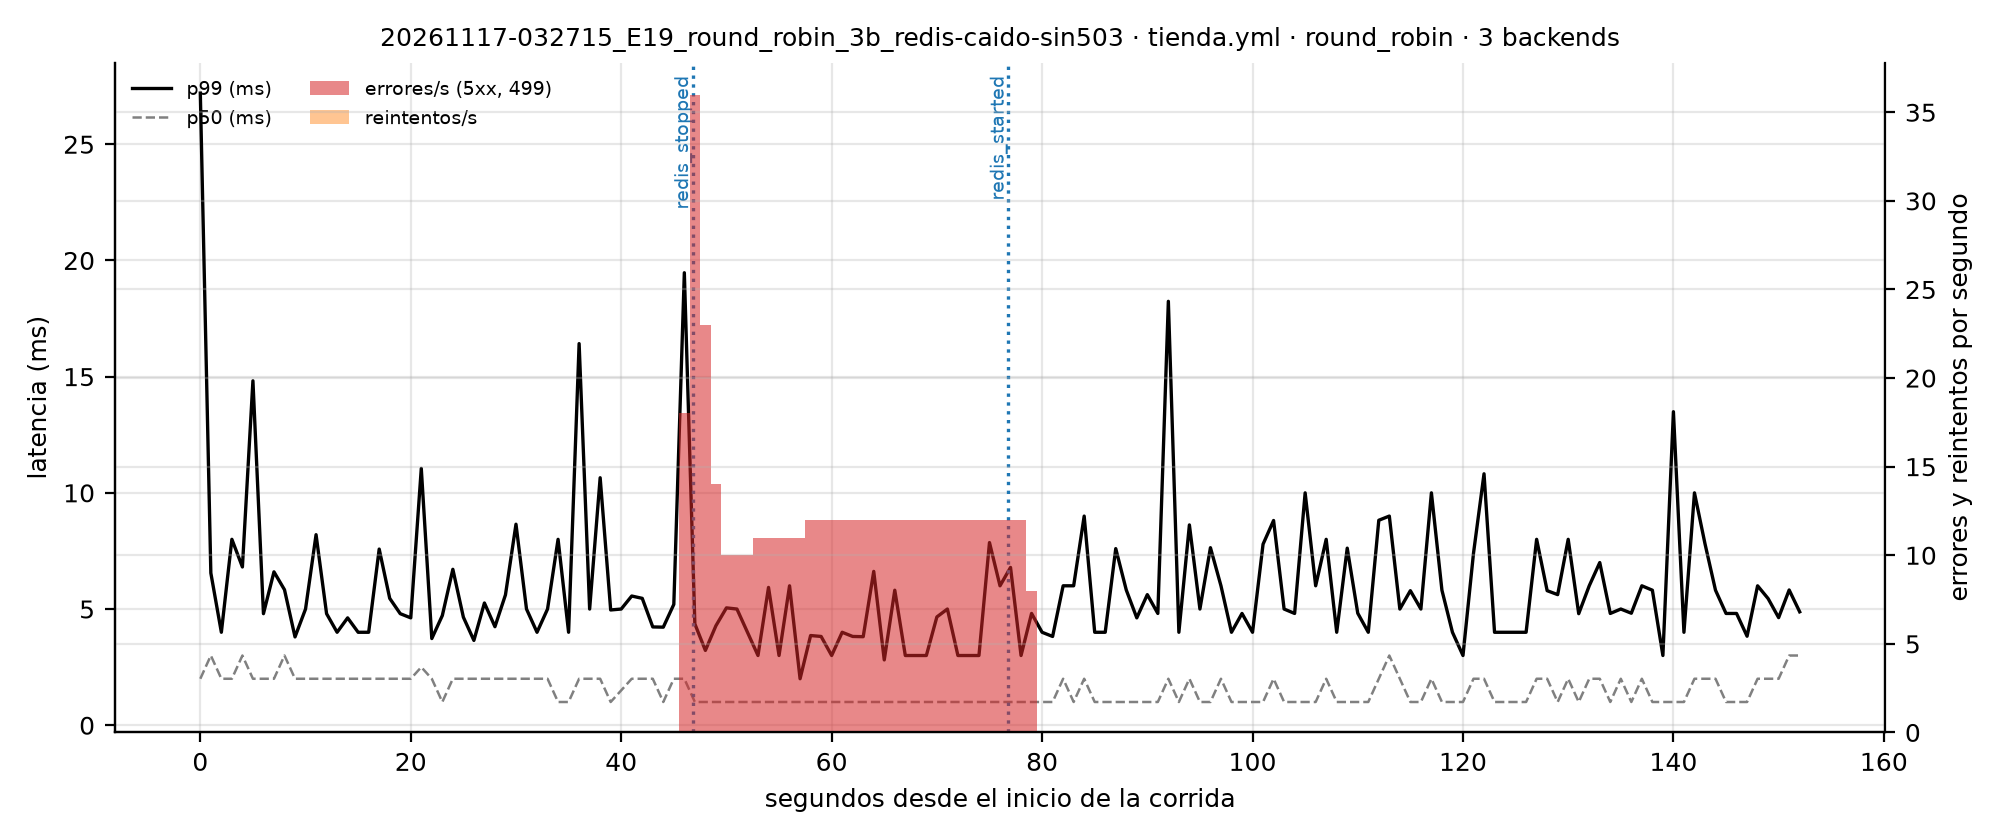 20261117-032715_E19_round_robin_3b_redis-caido-sin503 · tienda.yml · round_robin · 3 backends
p99 (ms)
p50 (ms)
errores/s (5xx, 499)
reintentos/s
redis_stopped
redis_started
latencia (ms)
25
20
15
10
5
0
35
30
25
20
15
10
5
0
errores y reintentos por segundo
0
20
40
60
80
100
120
140
160
segundos desde el inicio de la corrida